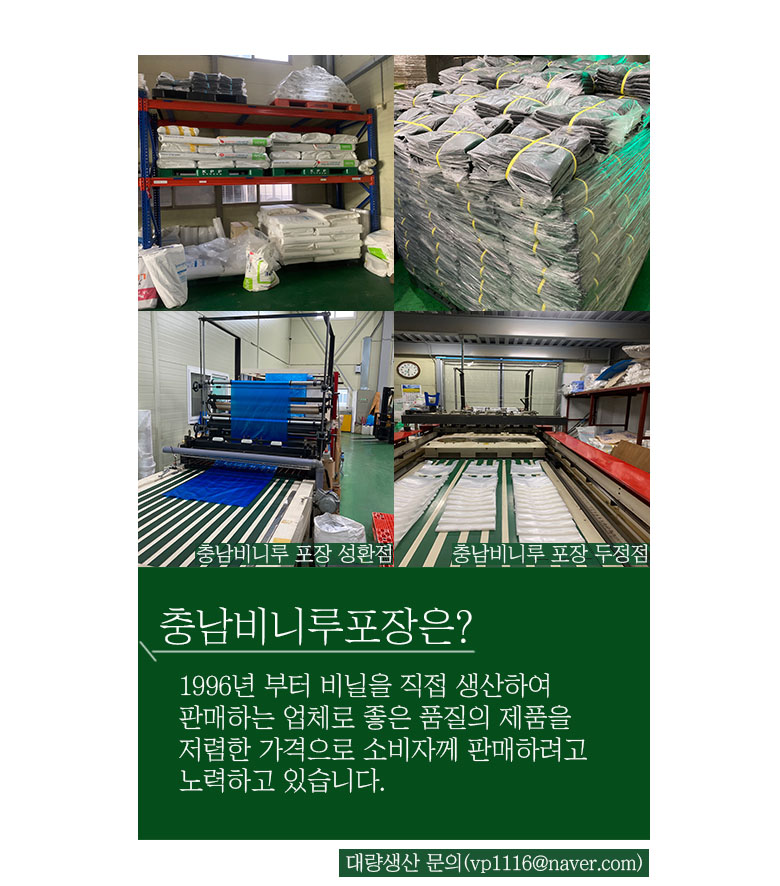 충남비니루 포장 성환점
충남비니루 포장 두정점
충남비니루포장은?
1996년 부터 비닐을 직접 생산하여
판매하는 업체로 좋은 품질의 제품을
저렴한 가격으로 소비자께 판매하려고
노력하고 있습니다.
대량생산 문의(vp1116@naver.com)